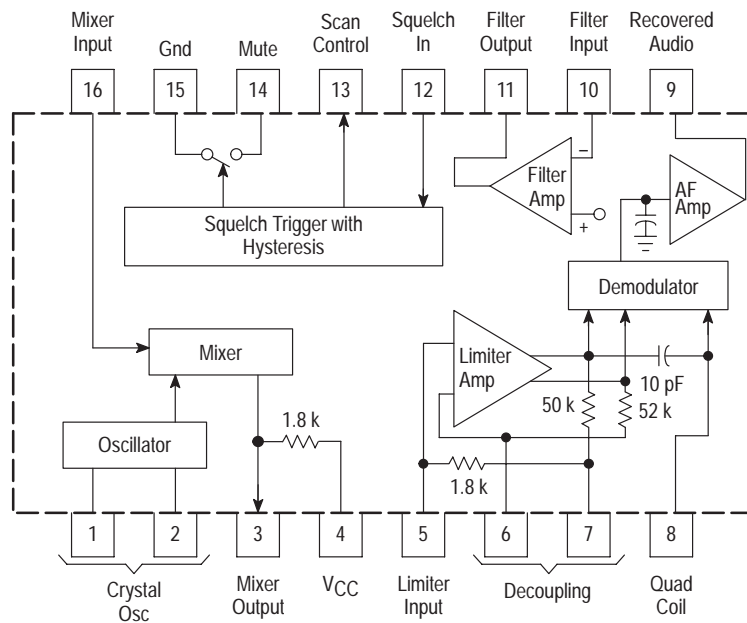 Mixer
Input
Gnd
Mute
Scan
Control
Squelch
In
Filter
Output
Filter
Input
Recovered
Audio
16
15
14
13
12
11
10
9
Squelch Trigger with
Hysteresis
Filter
Amp
–
+
AF
Amp
Demodulator
Mixer
Limiter
Amp
10 pF
50 k
52 k
1.8 k
Oscillator
1.8 k
1
2
3
4
5
6
7
8
Crystal
Osc
Mixer
Output
VCC
Limiter
Input
Decoupling
Quad
Coil